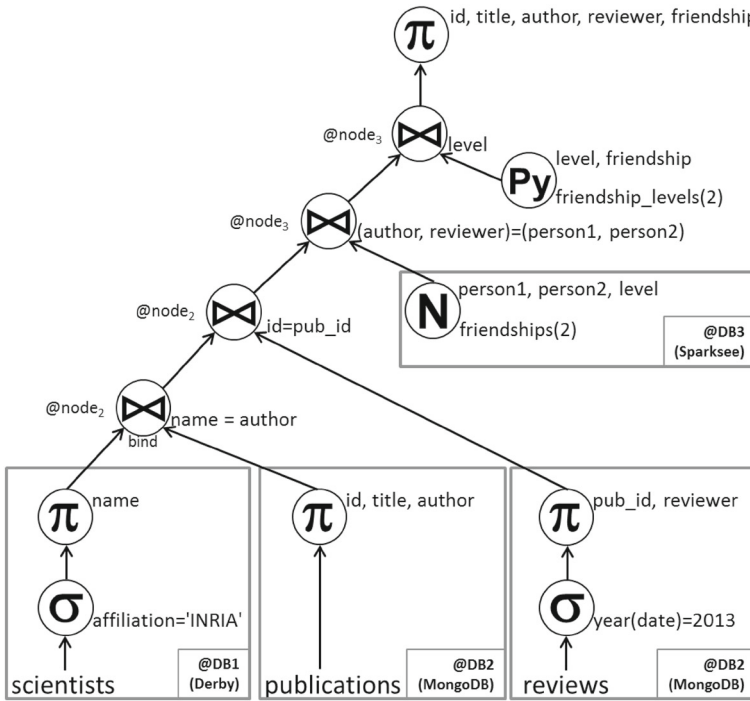 π id, title, author, reviewer, friendship
@node₃ ⋈ level
Py level, friendship
friendship_levels(2)
@node₃ ⋈ (author, reviewer)=(person1, person2)
N person1, person2, level
friendships(2)
@DB3
(Sparksee)
@node₂ ⋈ id=pub_id
@node₂ ⋈ name = author
bind
π name
π id, title, author
π pub_id, reviewer
σ affiliation='INRIA'
σ year(date)=2013
scientists
@DB1
(Derby)
publications
@DB2
(MongoDB)
reviews
@DB2
(MongoDB)